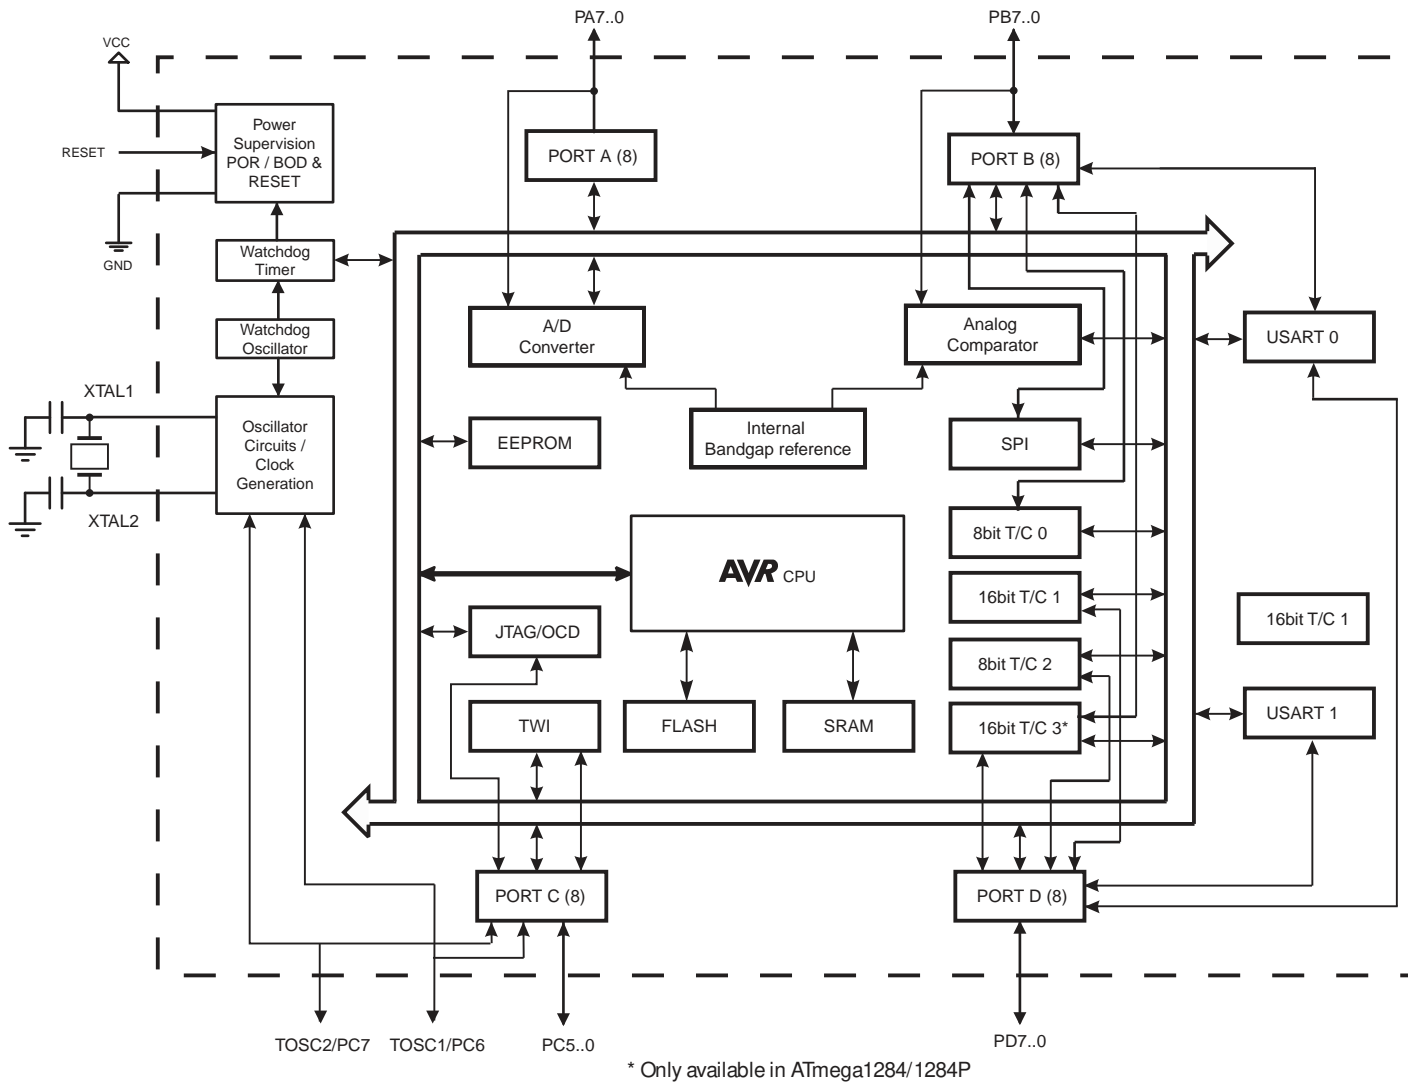 PA7..0
PB7..0
VCC
Power
Supervision
POR / BOD &
RESET
RESET
PORT A (8)
PORT B (8)
GND
Watchdog
Timer
Watchdog
Oscillator
A/D
Converter
Analog
Comparator
USART 0
XTAL1
Oscillator
Circuits /
Clock
Generation
EEPROM
Internal
Bandgap reference
SPI
XTAL2
8bit T/C 0
AVR CPU
16bit T/C 1
16bit T/C 1
JTAG/OCD
8bit T/C 2
TWI
FLASH
SRAM
16bit T/C 3*
USART 1
PORT C (8)
PORT D (8)
TOSC2/PC7
TOSC1/PC6
PC5..0
PD7..0
* Only available in ATmega1284/1284P